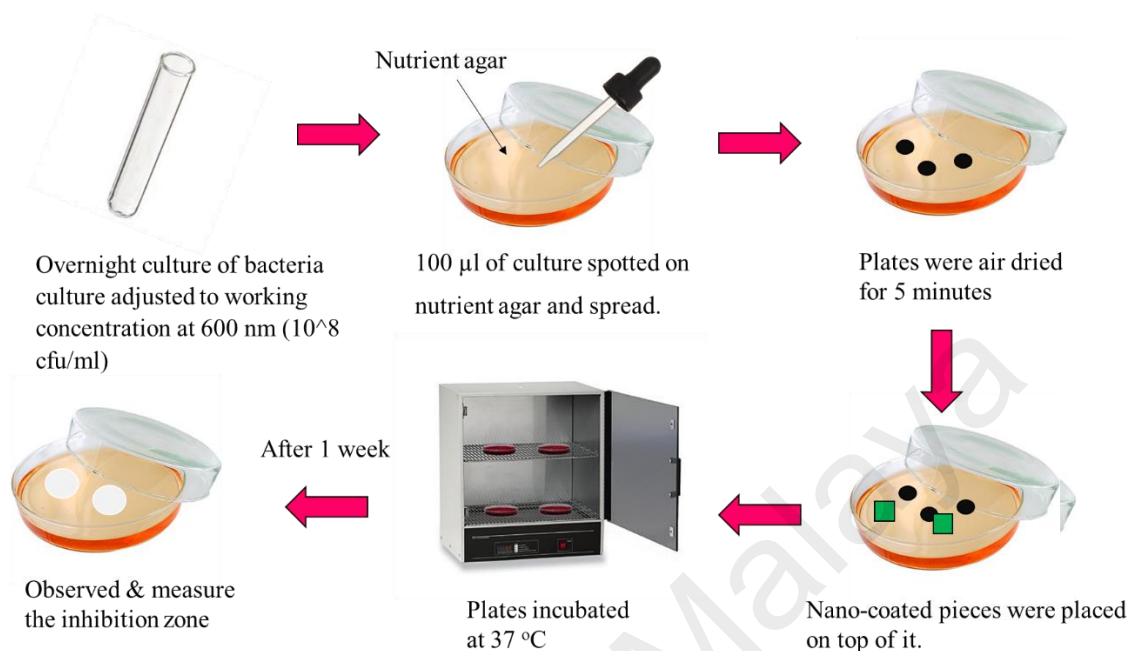 Nutrient agar
Overnight culture of bacteria
culture adjusted to working
concentration at 600 nm (10^8
cfu/ml)
100 µl of culture spotted on
nutrient agar and spread.
Plates were air dried
for 5 minutes
Nano-coated pieces were placed
on top of it.
Plates incubated
at 37 °C
After 1 week
Observed & measure
the inhibition zone
Malaya